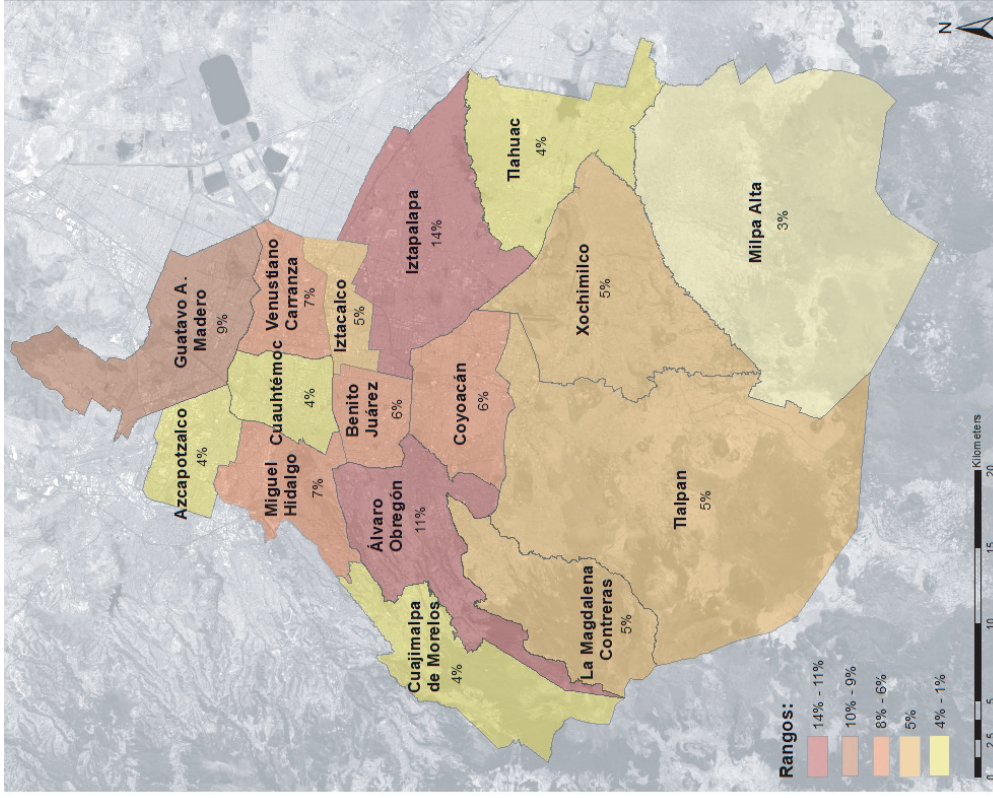 Guatavo A.
Madero
9%
Azcapotzalco
4%
Venustiano
Carranza
7%
Cuauhtémoc
4%
Miguel
Hidalgo
7%
Iztacalco
5%
Benito
Juárez
6%
Iztapalapa
14%
Álvaro
Obregón
11%
Coyoacán
6%
Tlahuac
4%
Cuajimalpa
de Morelos
4%
Xochimilco
5%
La Magdalena
Contreras
5%
Tlalpan
5%
Milpa Alta
3%
Rangos:
14% - 11%
10% - 9%
8% - 6%
5%
4% - 1%
0 2.5 5 10 15 20
Kilometers
N